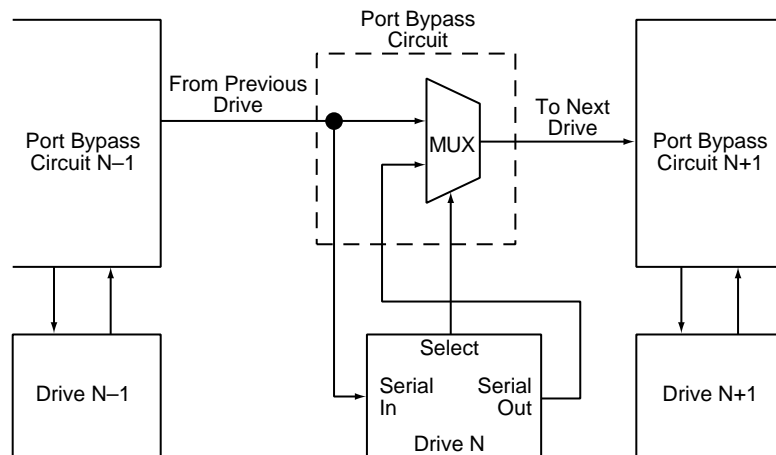 Port Bypass
Circuit
From Previous
Drive
To Next
Drive
Port Bypass
Circuit N–1
MUX
Port Bypass
Circuit N+1
Select
Drive N–1
Serial
In
Serial
Out
Drive N
Drive N+1